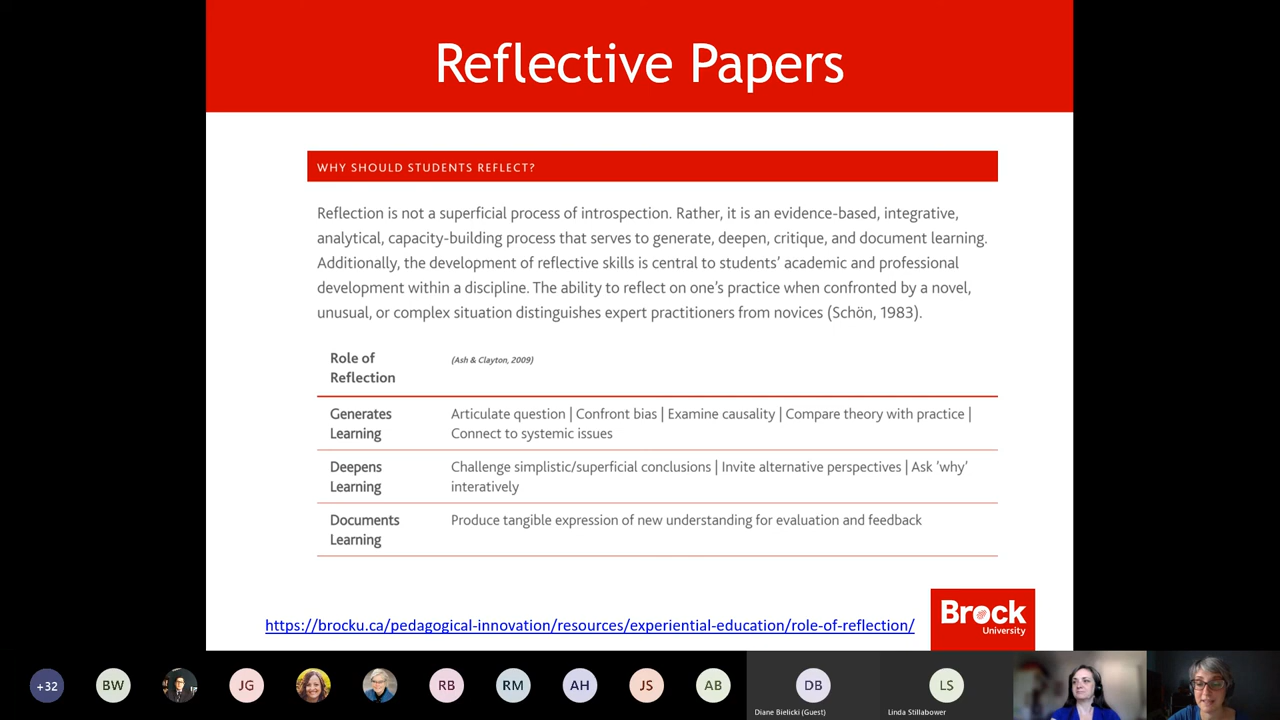 Reflective Papers
WHY SHOULD STUDENTS REFLECT?
Reflection is not a superficial process of introspection. Rather, it is an evidence-based, integrative,
analytical, capacity-building process that serves to generate, deepen, critique, and document learning.
Additionally, the development of reflective skills is central to students’ academic and professional
development within a discipline. The ability to reflect on one’s practice when confronted by a novel,
unusual, or complex situation distinguishes expert practitioners from novices (Schön, 1983).
Role of
Reflection
(Ash & Clayton, 2009)
Generates
Learning
Articulate question | Confront bias | Examine causality | Compare theory with practice |
Connect to systemic issues
Deepens
Learning
Challenge simplistic/superficial conclusions | Invite alternative perspectives | Ask ‘why’
interatively
Documents
Learning
Produce tangible expression of new understanding for evaluation and feedback
https://brocku.ca/pedagogical-innovation/resources/experiential-education/role-of-reflection/
Brock
University
+32
BW
JG
RB
RM
AH
JS
AB
DB
LS
Diane Bielicki (Guest)
Linda Stillabower